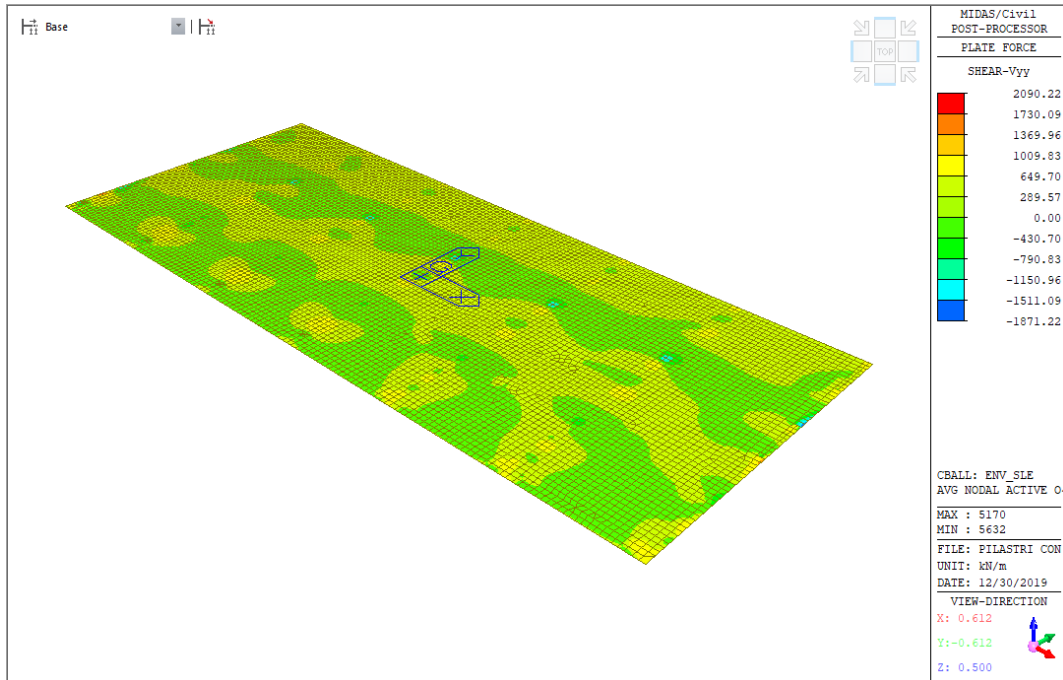 Base
TOP
MIDAS/Civil
POST-PROCESSOR
PLATE FORCE
SHEAR-Vyy
2090.22
1730.09
1369.96
1009.83
649.70
289.57
0.00
-430.70
-790.83
-1150.96
-1511.09
-1871.22
CBALL: ENV_SLE
AVG NODAL ACTIVE O
MAX : 5170
MIN : 5632
FILE: PILASTRI CON
UNIT: kN/m
DATE: 12/30/2019
VIEW-DIRECTION
X: 0.612
Y:-0.612
Z: 0.500